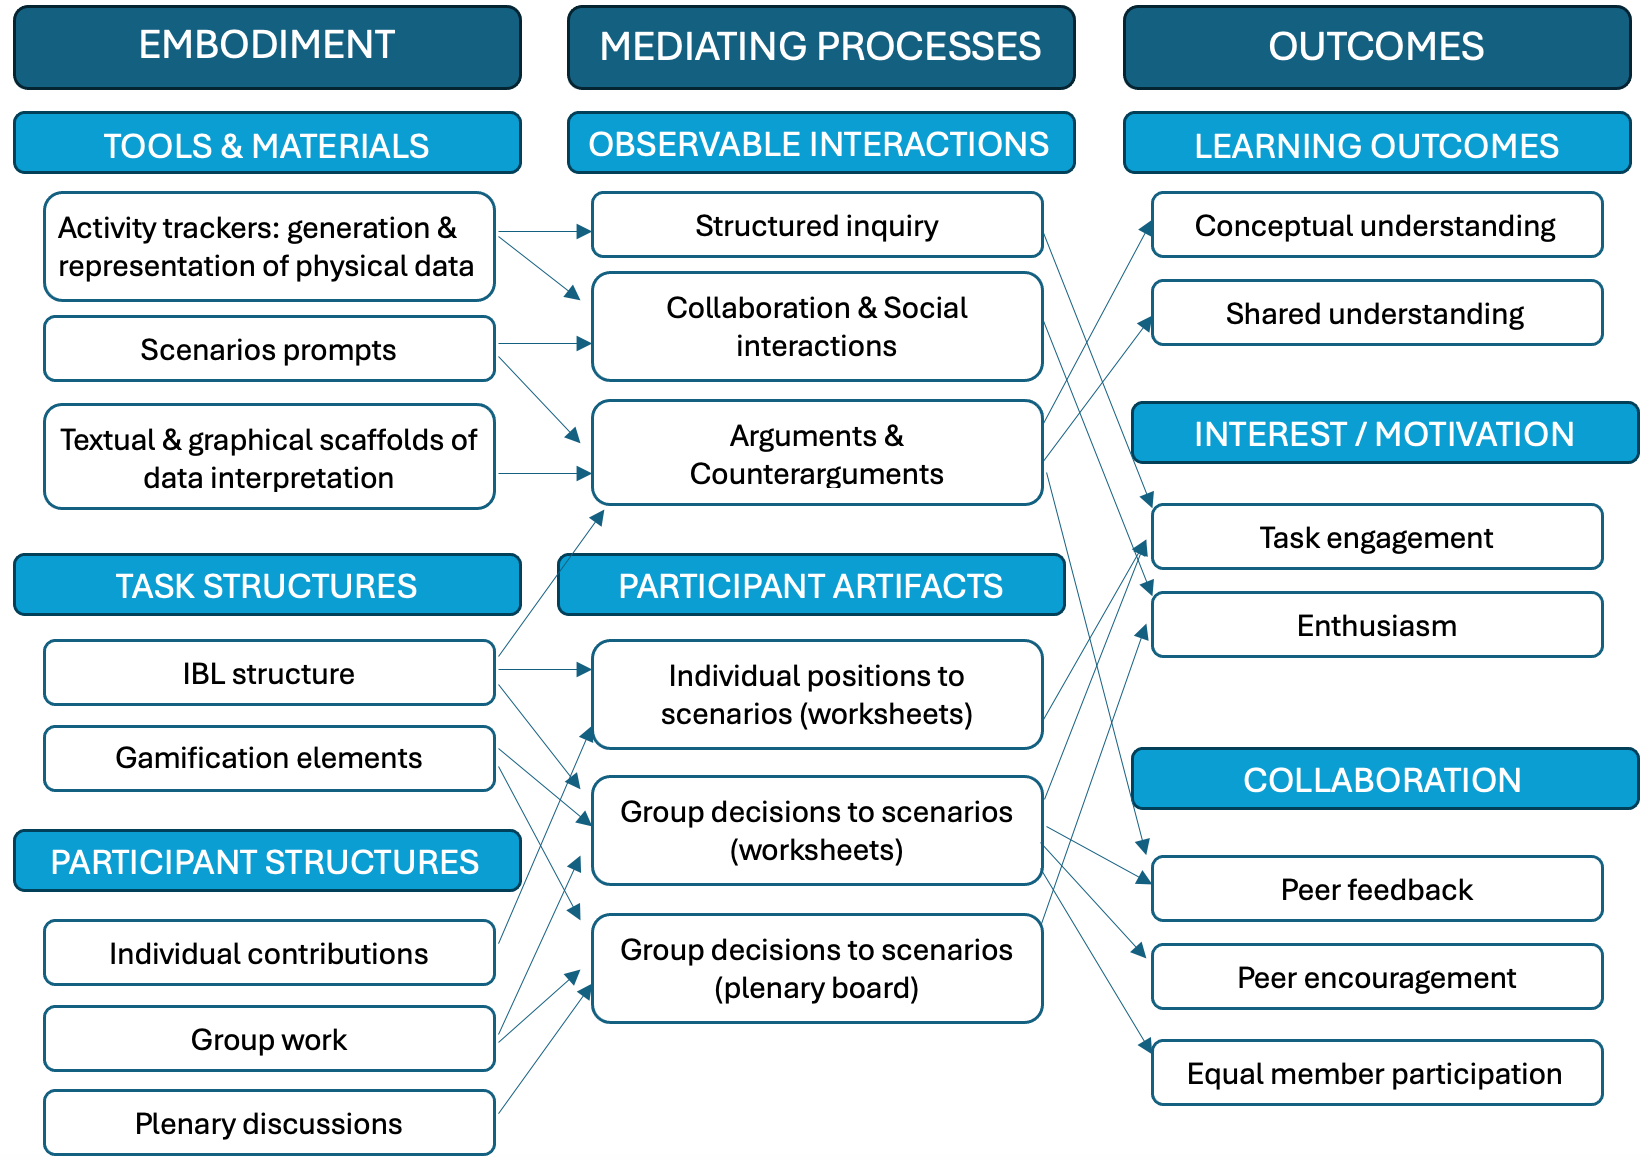 EMBODIMENT
TOOLS & MATERIALS
Activity trackers: generation &
representation of physical data
Scenarios prompts
Textual & graphical scaffolds of
data interpretation
TASK STRUCTURES
IBL structure
Gamification elements
PARTICIPANT STRUCTURES
Individual contributions
Group work
Plenary discussions
MEDIATING PROCESSES
OBSERVABLE INTERACTIONS
Structured inquiry
Collaboration & Social
interactions
Arguments &
Counterarguments
PARTICIPANT ARTIFACTS
Individual positions to
scenarios (worksheets)
Group decisions to scenarios
(worksheets)
Group decisions to scenarios
(plenary board)
OUTCOMES
LEARNING OUTCOMES
Conceptual understanding
Shared understanding
INTEREST / MOTIVATION
Task engagement
Enthusiasm
COLLABORATION
Peer feedback
Peer encouragement
Equal member participation